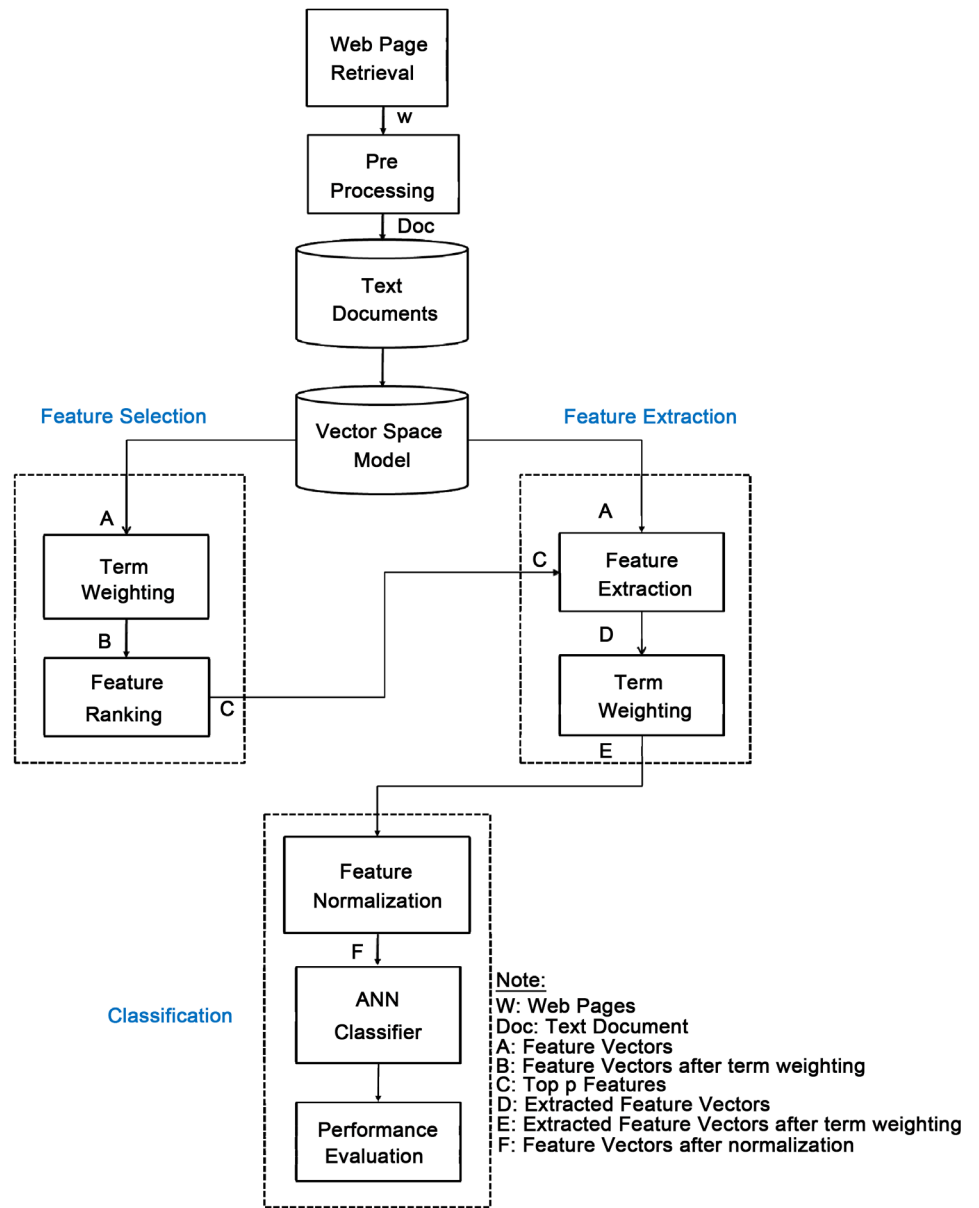 Web Page
Retrieval
w
Pre
Processing
Doc
Text
Documents
Feature Selection
Feature Extraction
Vector Space
Model
A
Term
Weighting
B
Feature
Ranking
C
A
C
Feature
Extraction
D
Term
Weighting
E
Feature
Normalization
F
Classification
ANN
Classifier
Performance
Evaluation
Note:
W: Web Pages
Doc: Text Document
A: Feature Vectors
B: Feature Vectors after term weighting
C: Top p Features
D: Extracted Feature Vectors
E: Extracted Feature Vectors after term weighting
F: Feature Vectors after normalization